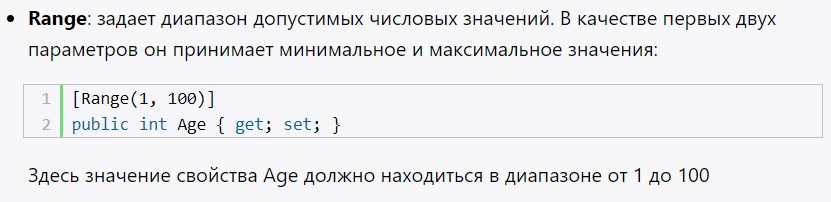 • Range: задает диапазон допустимых числовых значений. В качестве первых двух
параметров он принимает минимальное и максимальное значения:
1 [Range(1, 100)]
2 public int Age { get; set; }
Здесь значение свойства Age должно находиться в диапазоне от 1 до 100